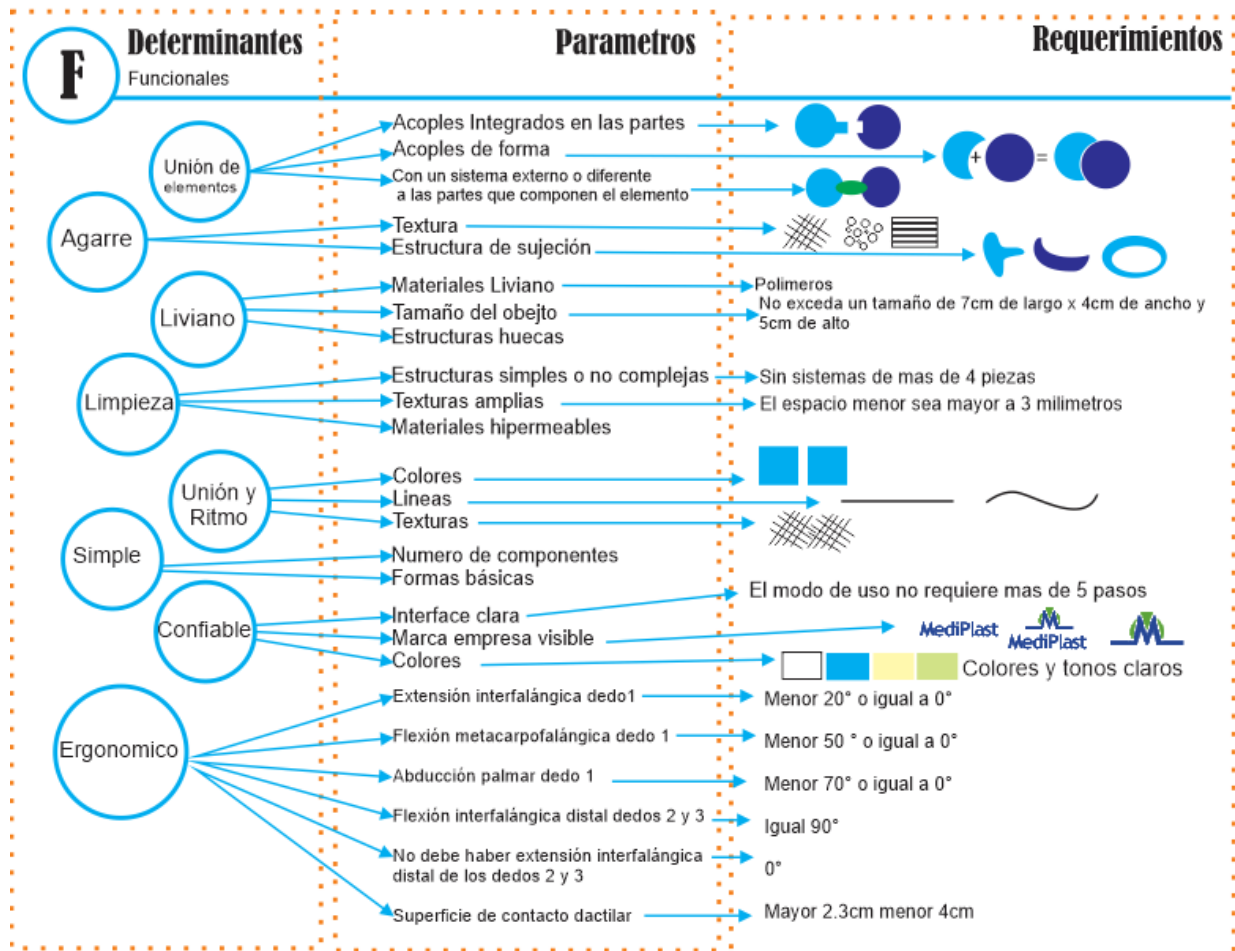 F
Determinantes
Funcionales
Parametros
Requerimientos
Unión de
elementos
Acoples Integrados en las partes
Acoples de forma
+ =
Con un sistema externo o diferente
a las partes que componen el elemento
Agarre
Textura
Estructura de sujeción
Liviano
Materiales Liviano
Polimeros
Tamaño del obejto
No exceda un tamaño de 7cm de largo x 4cm de ancho y
5cm de alto
Estructuras huecas
Limpieza
Estructuras simples o no complejas
Sin sistemas de mas de 4 piezas
Texturas amplias
El espacio menor sea mayor a 3 milimetros
Materiales hipermeables
Unión y
Ritmo
Colores
Lineas
Texturas
Simple
Numero de componentes
Formas básicas
Confiable
Interface clara
El modo de uso no requiere mas de 5 pasos
Marca empresa visible
MediPlast
M
MediPlast
M
Colores
Colores y tonos claros
Ergonomico
Extensión interfalángica dedo1
Menor 20° o igual a 0°
Flexión metacarpofalángica dedo 1
Menor 50 ° o igual a 0°
Abducción palmar dedo 1
Menor 70° o igual a 0°
Flexión interfalángica distal dedos 2 y 3
Igual 90°
No debe haber extensión interfalángica
distal de los dedos 2 y 3
0°
Superficie de contacto dactilar
Mayor 2.3cm menor 4cm